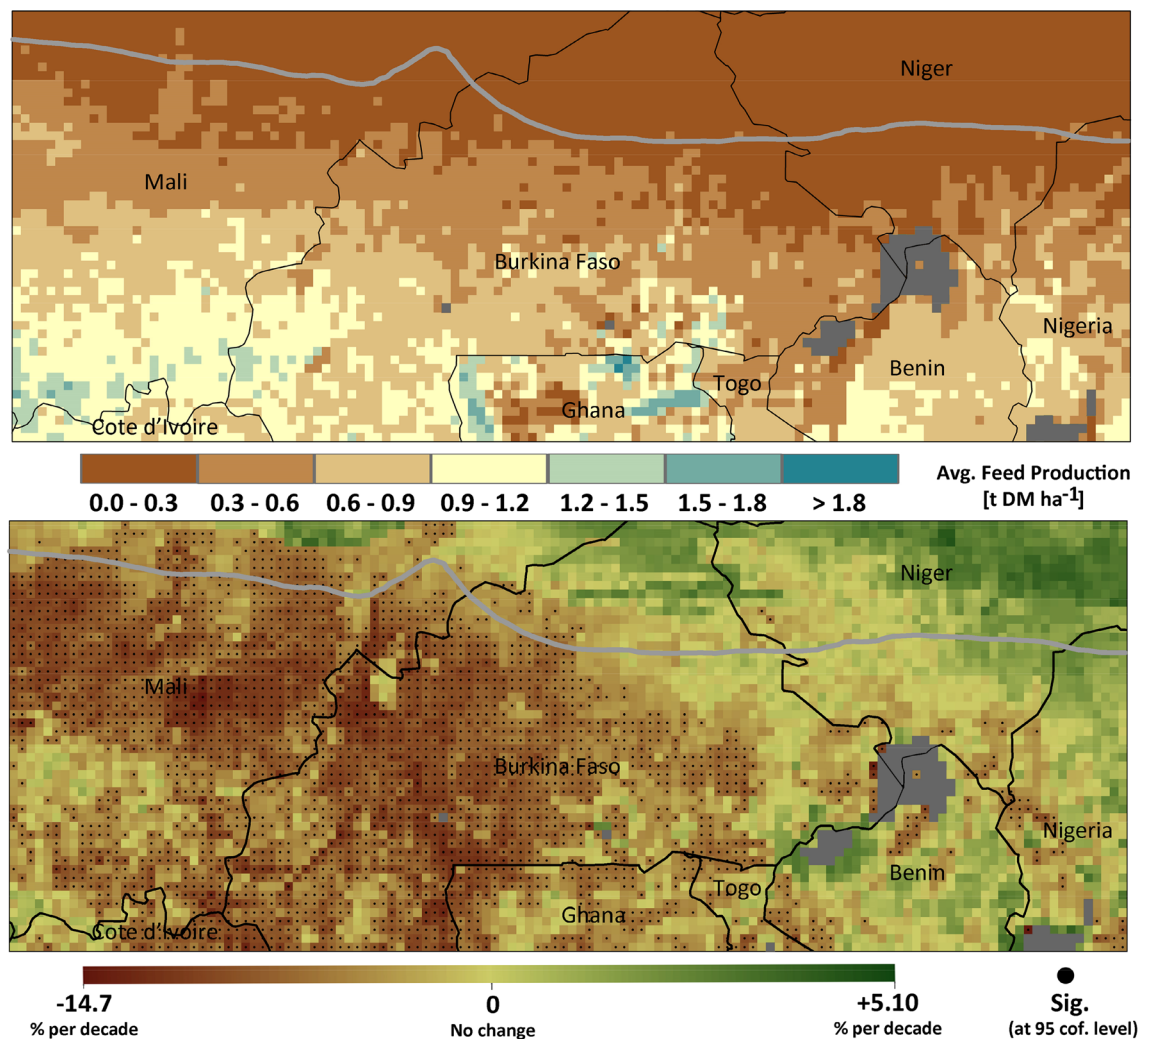 Niger
Mali
Burkina Faso
Nigeria
Benin
Togo
Ghana
Cote d'Ivoire
0.0 - 0.3 0.3 - 0.6 0.6 - 0.9 0.9 - 1.2 1.2 - 1.5 1.5 - 1.8 > 1.8
Avg. Feed Production
[t DM ha-1]
Niger
Mali
Burkina Faso
Nigeria
Benin
Togo
Ghana
Cote d'Ivoire
-14.7 0 +5.10 Sig.
% per decade No change % per decade (at 95 cof. level)